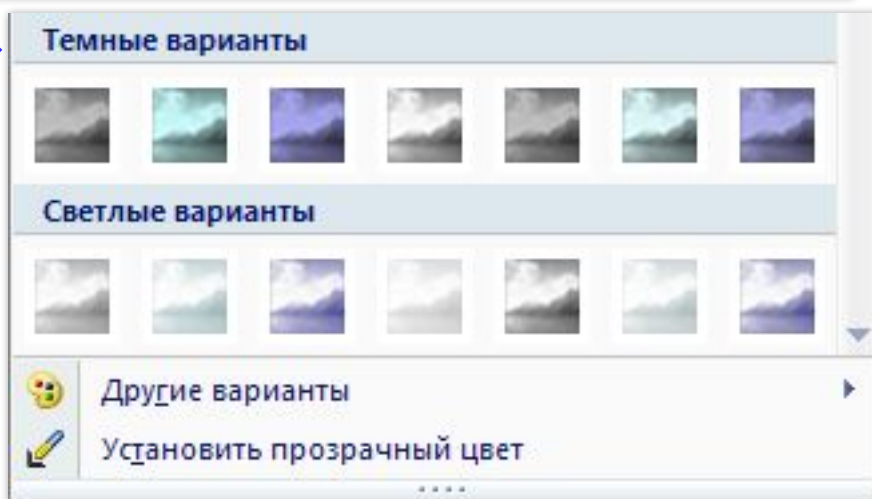 Темные варианты
Светлые варианты
Другие варианты
Установить прозрачный цвет